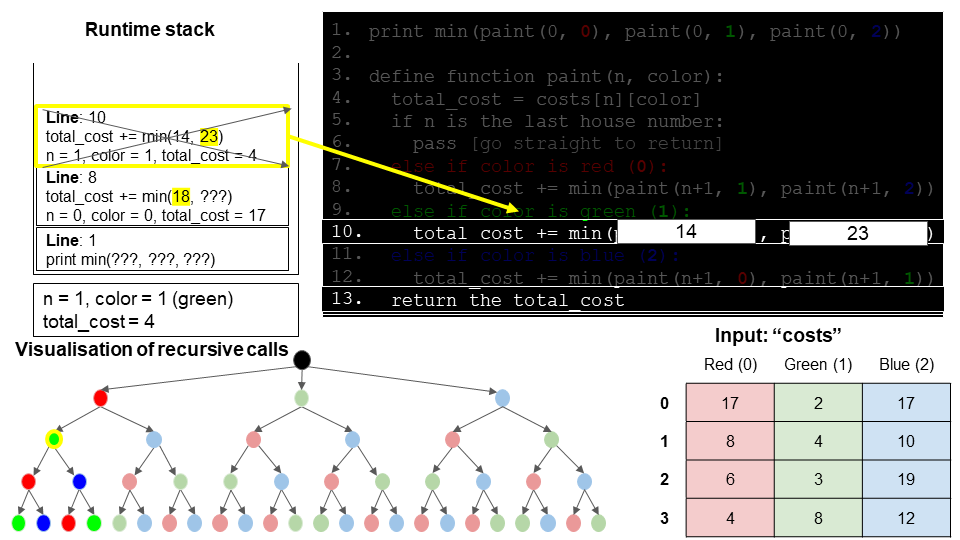 Runtime stack
Line: 10
total_cost += min(14, 23)
n = 1, color = 1, total_cost = 4
Line: 8
total_cost += min(18, ???)
n = 0, color = 0, total_cost = 17
Line: 1
print min(???, ???, ???)
n = 1, color = 1 (green)
total_cost = 4
1. print min(paint(0, 0), paint(0, 1), paint(0, 2))
2.
3. define function paint(n, color):
4. total_cost = costs[n][color]
5. if n is the last house number:
6. pass [go straight to return]
7. else if color is red (0):
8. total_cost += min(paint(n+1, 1), paint(n+1, 2))
9. else if color is green (1):
10. total_cost += min(p 14 , p 23 )
11. else if color is blue (2):
12. total_cost += min(paint(n+1, 0), paint(n+1, 1))
13. return the total_cost
Visualisation of recursive calls
Input: “costs”
Red (0) Green (1) Blue (2)
0 17 2 17
1 8 4 10
2 6 3 19
3 4 8 12